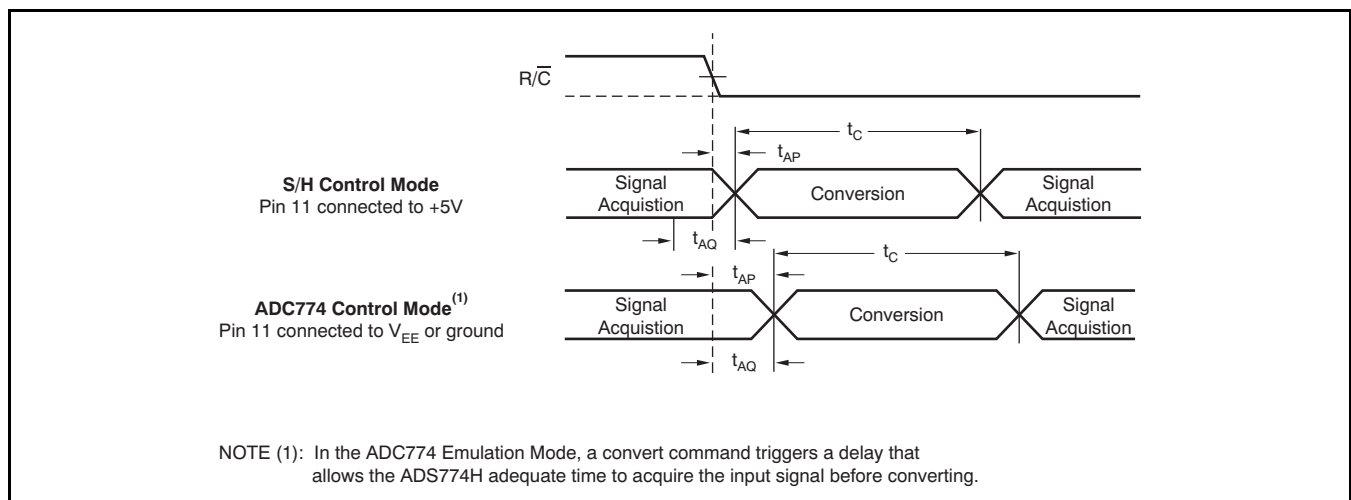 R/C̅
t_C
t_AP
S/H Control Mode
Pin 11 connected to +5V
Signal
Acquistion
Conversion
Signal
Acquistion
t_AQ
t_C
t_AP
ADC774 Control Mode(1)
Pin 11 connected to V_EE or ground
Signal
Acquistion
Conversion
Signal
Acquistion
t_AQ
NOTE (1): In the ADC774 Emulation Mode, a convert command triggers a delay that
allows the ADS774H adequate time to acquire the input signal before converting.